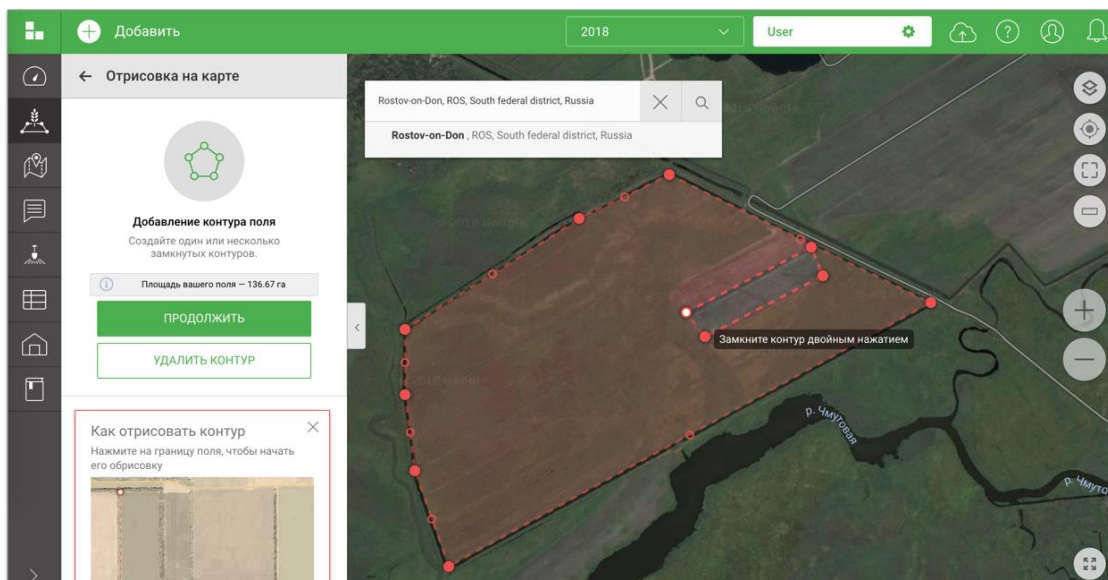 Добавить
2018
User
Отрисовка на карте
Rostov-on-Don, ROS, South federal district, Russia
Rostov-on-Don , ROS, South federal district, Russia
Добавление контура поля
Создайте один или несколько
замкнутых контуров.
Площадь вашего поля — 136.67 га
ПРОДОЛЖИТЬ
УДАЛИТЬ КОНТУР
Замкните контур двойным нажатием
р. Чмутовая
Как отрисовать контур
Нажмите на границу поля, чтобы начать
его обрисовку